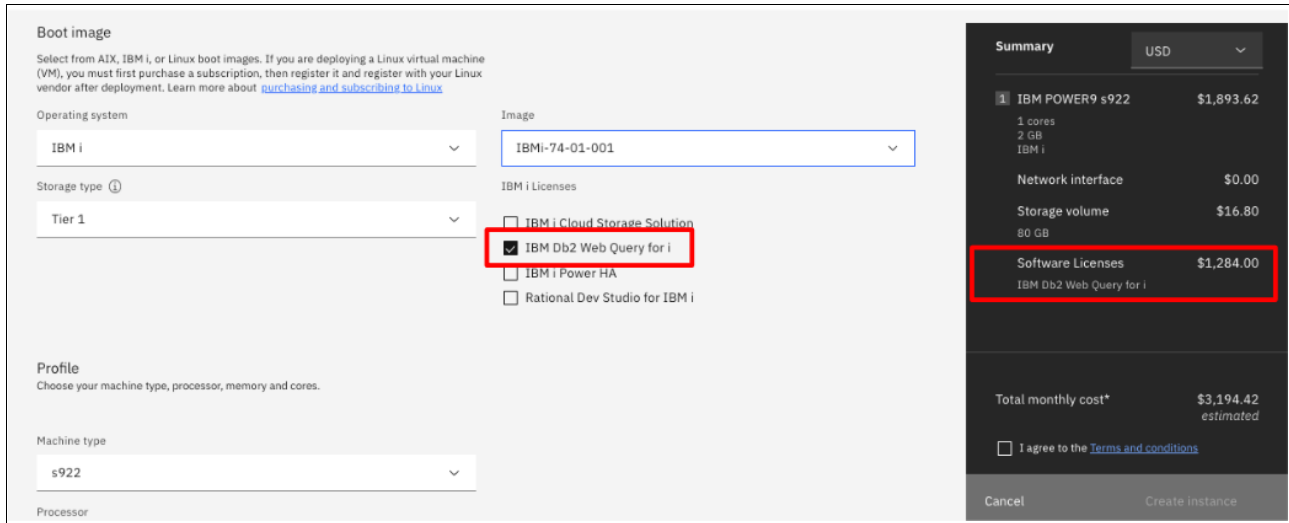 Boot image
Select from AIX, IBM i, or Linux boot images. If you are deploying a Linux virtual machine
(VM), you must first purchase a subscription, then register it and register with your Linux
vendor after deployment. Learn more about purchasing and subscribing to Linux
Operating system
IBM i
Image
IBMi-74-01-001
Storage type
Tier 1
IBM i Licenses
IBM i Cloud Storage Solution
IBM Db2 Web Query for i
IBM i Power HA
Rational Dev Studio for IBM i
Profile
Choose your machine type, processor, memory and cores.
Machine type
s922
Processor
Summary
USD
1 IBM POWER9 s922 $1,893.62
1 cores
2 GB
IBM i
Network interface $0.00
Storage volume $16.80
80 GB
Software Licenses $1,284.00
IBM Db2 Web Query for i
Total monthly cost* $3,194.42
estimated
I agree to the Terms and conditions
Cancel Create instance